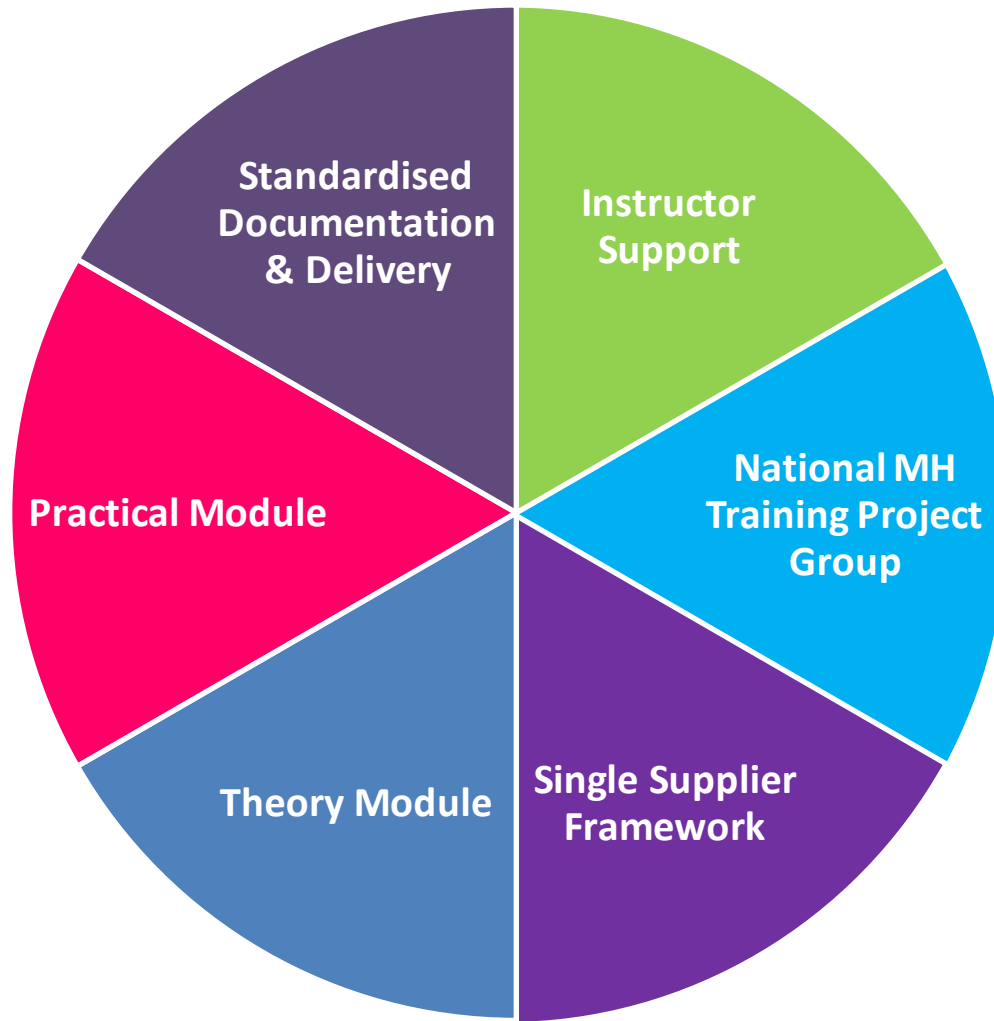 Standardised
Documentation
& Delivery
Instructor
Support
National MH
Training Project
Group
Single Supplier
Framework
Theory Module
Practical Module